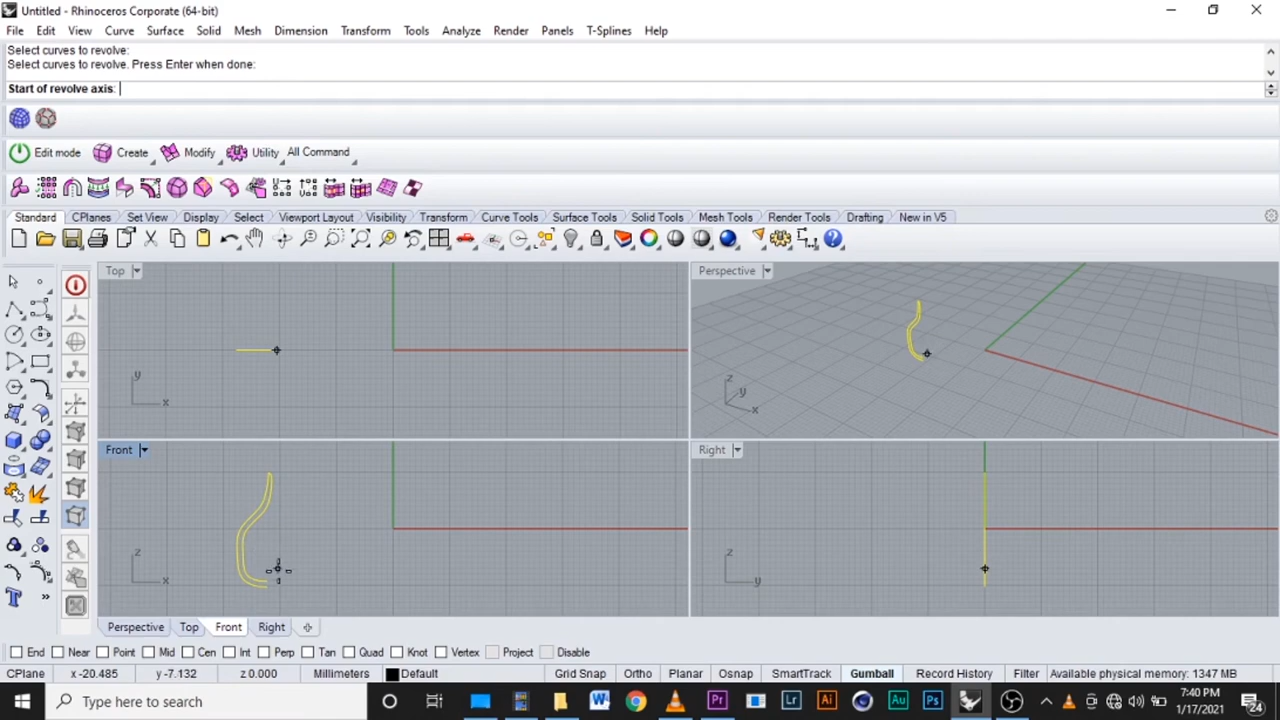 Untitled - Rhinoceros Corporate (64-bit)
File Edit View Curve Surface Solid Mesh Dimension Transform Tools Analyze Render Panels T-Splines Help
Select curves to revolve:
Select curves to revolve. Press Enter when done:
Start of revolve axis:
Edit mode Create Modify Utility All Command
Standard CPlanes Set View Display Select Viewport Layout Visibility Transform Curve Tools Surface Tools Solid Tools Mesh Tools Render Tools Drafting New in V5
Top Perspective
y x z y x
Front Right
z x z y
Perspective Top Front Right
End Near Point Mid Cen Int Perp Tan Quad Knot Vertex Project Disable
CPlane x -20.485 y -7.132 z 0.000 Millimeters Default Grid Snap Ortho Planar Osnap SmartTrack Gumball Record History Filter Available physical memory: 1347 MB
Type here to search
7:40 PM
1/17/2021
24